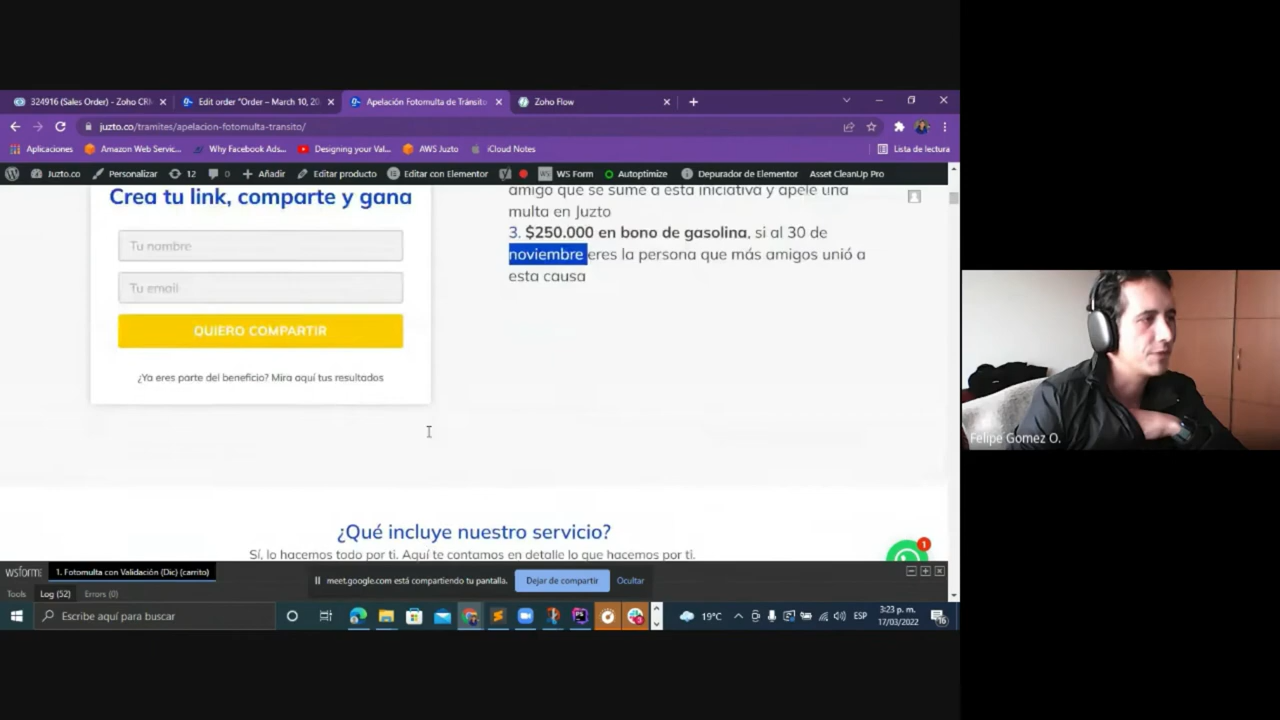 324916 (Sales Order) - Zoho CR
Edit order "Order – March 10, 20
Apelación Fotomulta de Tránsito
Zoho Flow
juzto.co/tramites/apelacion-fotomulta-transito/
Aplicaciones
Amazon Web Servic...
Why Facebook Ads...
Designing your Val...
AWS Juzto
iCloud Notes
Lista de lectura
Juzto.co
Personalizar
12
0
Añadir
Editar producto
Editar con Elementor
WS Form
Autoptimize
Depurador de Elementor
Asset CleanUp Pro
Crea tu link, comparte y gana
Tu nombre
Tu email
QUIERO COMPARTIR
¿Ya eres parte del beneficio? Mira aquí tus resultados
amigo que se sume a esta iniciativa y apele una
multa en Juzto
3. $250.000 en bono de gasolina, si al 30 de
noviembre eres la persona que más amigos unió a
esta causa
¿Qué incluye nuestro servicio?
Sí, lo hacemos todo por ti. Aquí te contamos en detalle lo que hacemos por ti.
1
Felipe Gomez O.
wsform
1. Fotomulta con Validación (Dic) (carrito)
Tools
Log (52)
Errors (0)
meet.google.com está compartiendo tu pantalla.
Dejar de compartir
Ocultar
Escribe aquí para buscar
19°C
ESP
3:23 p. m.
17/03/2022
16